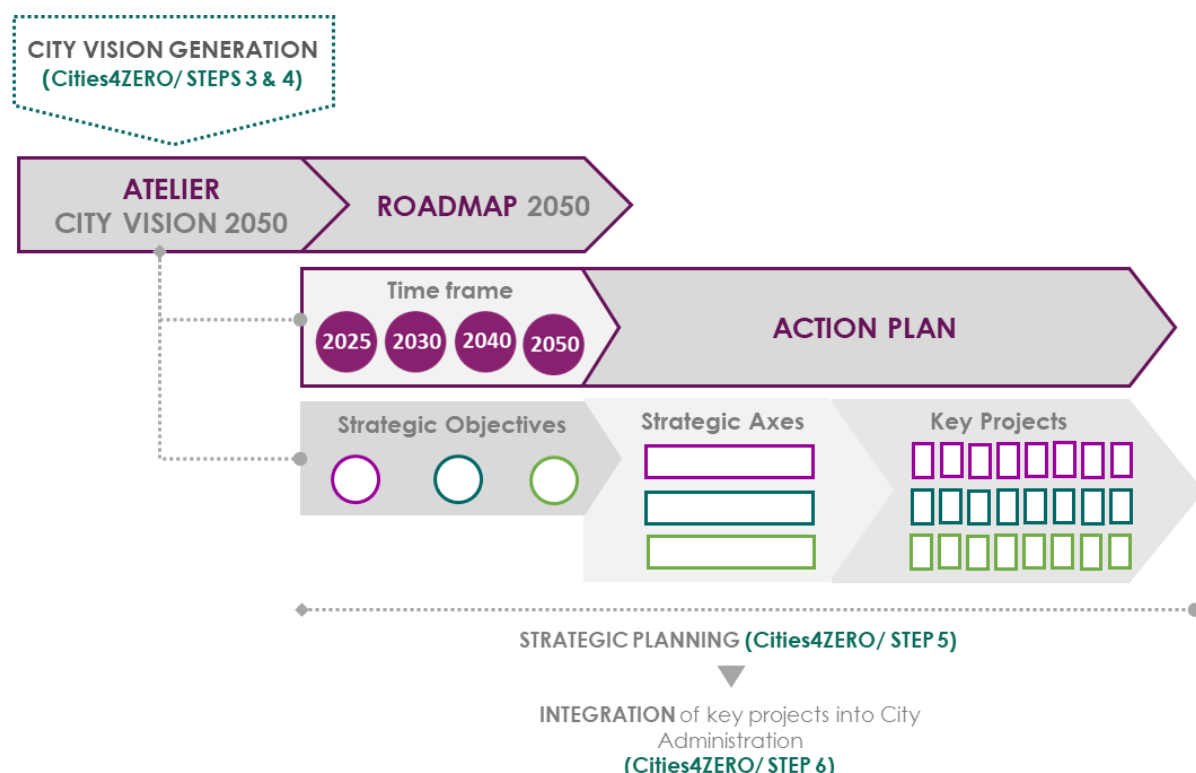 CITY VISION GENERATION
(Cities4ZERO/ STEPS 3 & 4)
ATELIER
CITY VISION 2050
ROADMAP 2050
Time frame
2025
2030
2040
2050
ACTION PLAN
Strategic Objectives
Strategic Axes
Key Projects
STRATEGIC PLANNING (Cities4ZERO/ STEP 5)
INTEGRATION of key projects into City
Administration
(Cities4ZERO/ STEP 6)